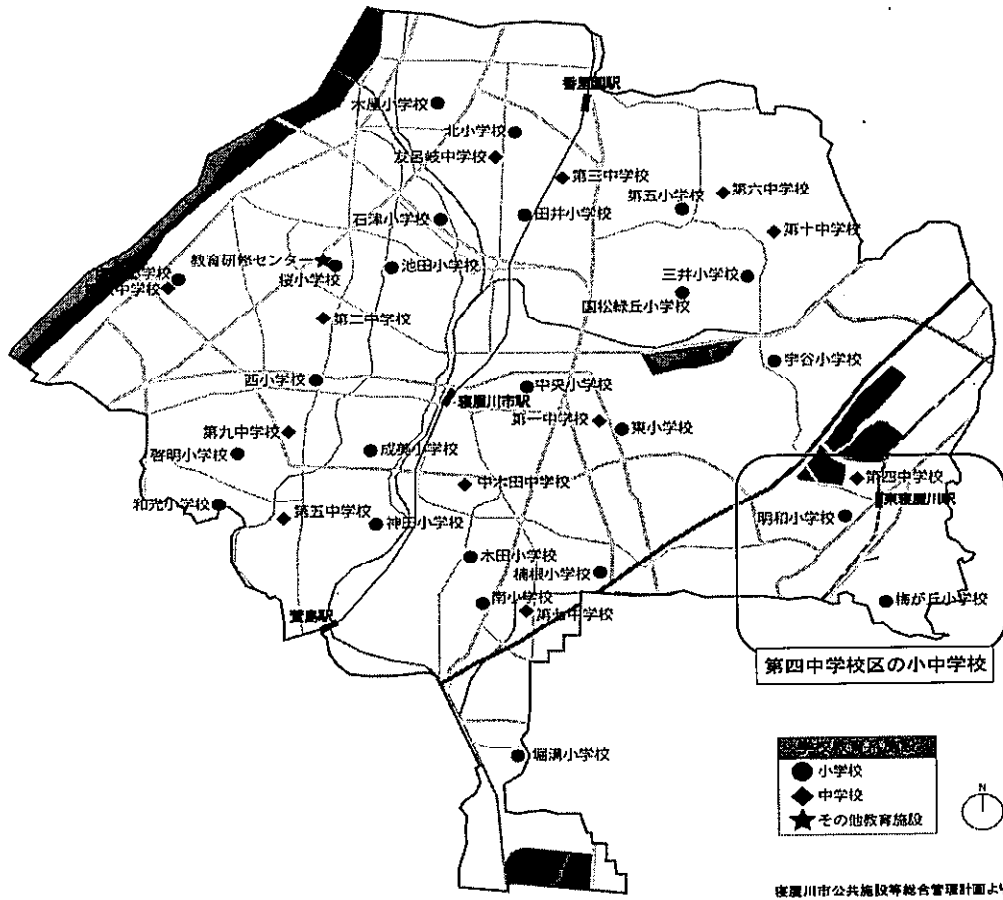 香里園駅
木屋小学校
北小学校
友呂岐中学校
第三中学校
第六中学校
第五小学校
石津小学校
田井小学校
第十中学校
教育研修センター
桜小学校
池田小学校
三井小学校
国松緑丘小学校
小学校
中学校
第二中学校
宇谷小学校
西小学校
中央小学校
寝屋川市駅
第一中学校
東小学校
第九中学校
啓明小学校
成美小学校
第四中学校
中木田中学校
東寝屋川駅
和光小学校
第五中学校
神田小学校
明和小学校
木田小学校
楠根小学校
南小学校
第七中学校
梅が丘小学校
萱島駅
第四中学校区の小中学校
堀溝小学校
小学校
中学校
その他教育施設
N
寝屋川市公共施設等総合管理計画より